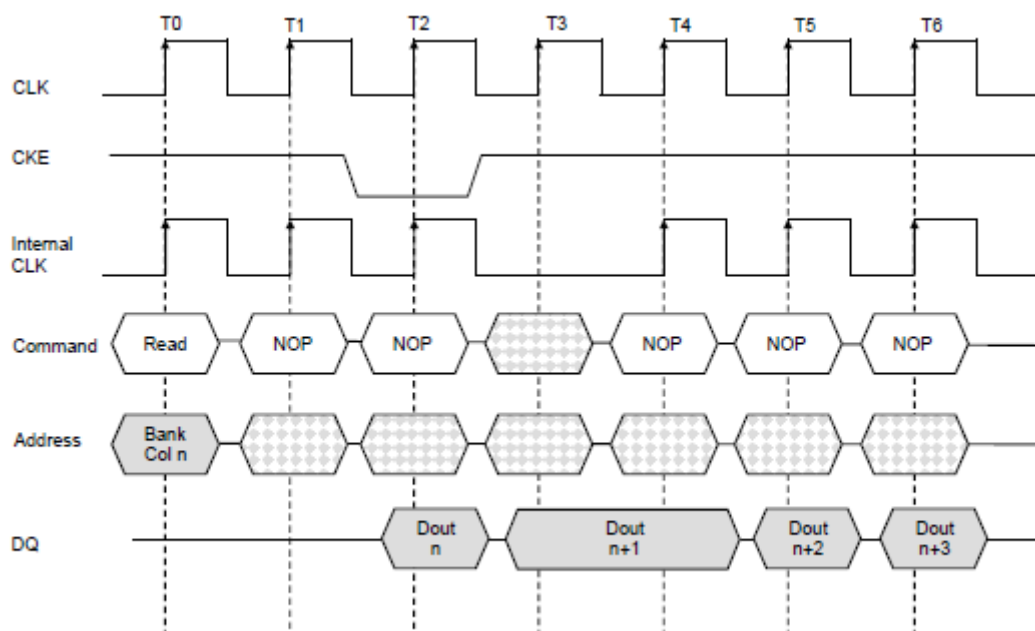 T0 T1 T2 T3 T4 T5 T6
CLK
CKE
Internal
CLK
Command Read NOP NOP NOP NOP NOP
Address Bank
Col n
DQ Dout
n Dout
n+1 Dout
n+2 Dout
n+3